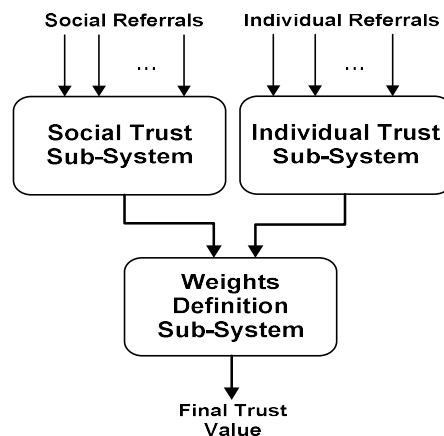 Social Referrals
Individual Referrals
...
...
Social Trust
Sub-System
Individual Trust
Sub-System
Weights
Definition
Sub-System
Final Trust
Value